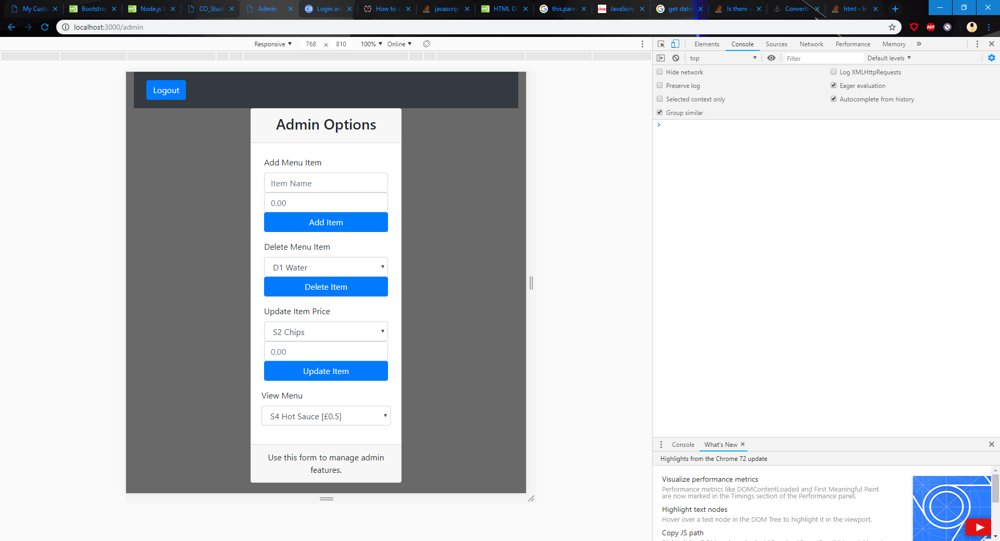 My Custo
Bootstrap
Node.js M
CO_Stud
Admin
Login an
How to c
javascrip
HTML DO
this.pare
JavaScrip
get date
Is there a
Converti
html - Is
localhost:3000/admin
Responsive 768 x 810 100% Online
Elements Console Sources Network Performance Memory
top Filter Default levels
Hide network Log XMLHttpRequests
Preserve log Eager evaluation
Selected context only Autocomplete from history
Group similar
Logout
Admin Options
Add Menu Item
Item Name
0.00
Add Item
Delete Menu Item
D1 Water
Delete Item
Update Item Price
S2 Chips
0.00
Update Item
View Menu
S4 Hot Sauce [£0.5]
Use this form to manage admin
features.
Console What's New
Highlights from the Chrome 72 update
Visualize performance metrics
Performance metrics like DOMContentLoaded and First Meaningful Paint
are now marked in the Timings section of the Performance panel.
Highlight text nodes
Hover over a text node in the DOM Tree to highlight it in the viewport.
Copy JS path